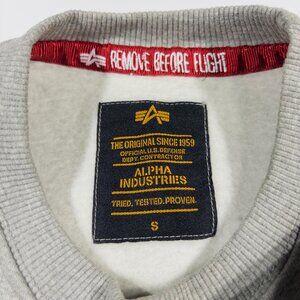 REMOVE BEFORE FLIGHT
THE ORIGINAL SINCE 1959
OFFICIAL U.S. DEFENSE
DEPT. CONTRACTOR
ALPHA
INDUSTRIES
TRIED. TESTED. PROVEN.
S